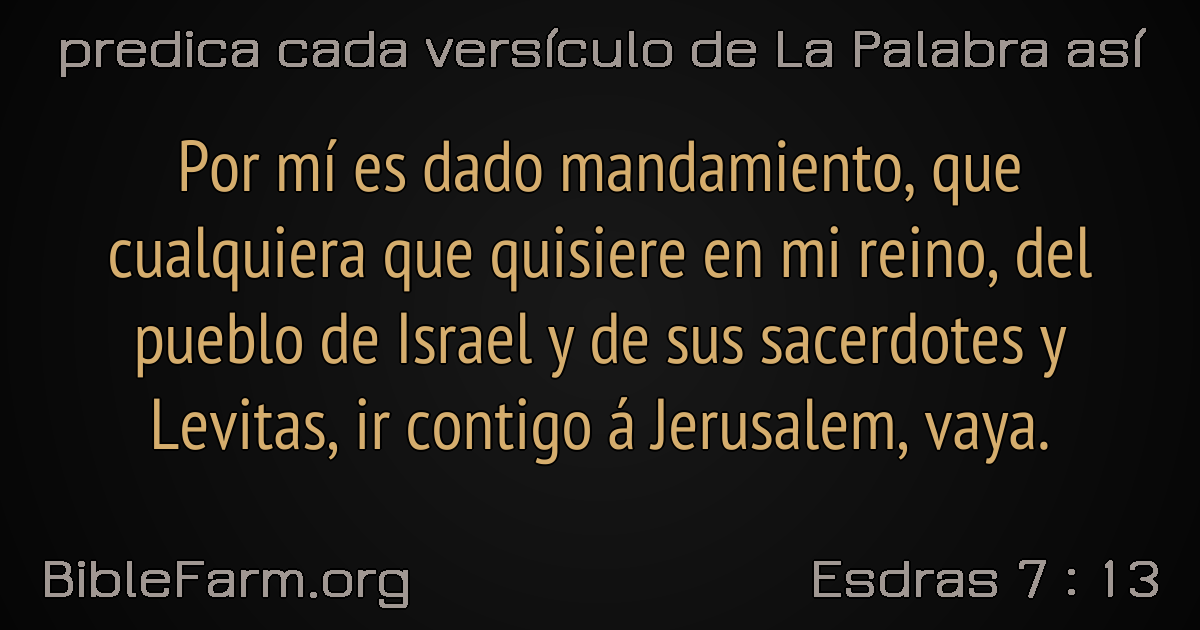 predica cada versículo de La Palabra así
Por mí es dado mandamiento, que
cualquiera que quisiere en mi reino, del
pueblo de Israel y de sus sacerdotes y
Levitas, ir contigo á Jerusalem, vaya.
BibleFarm.org
Esdras 7 : 13